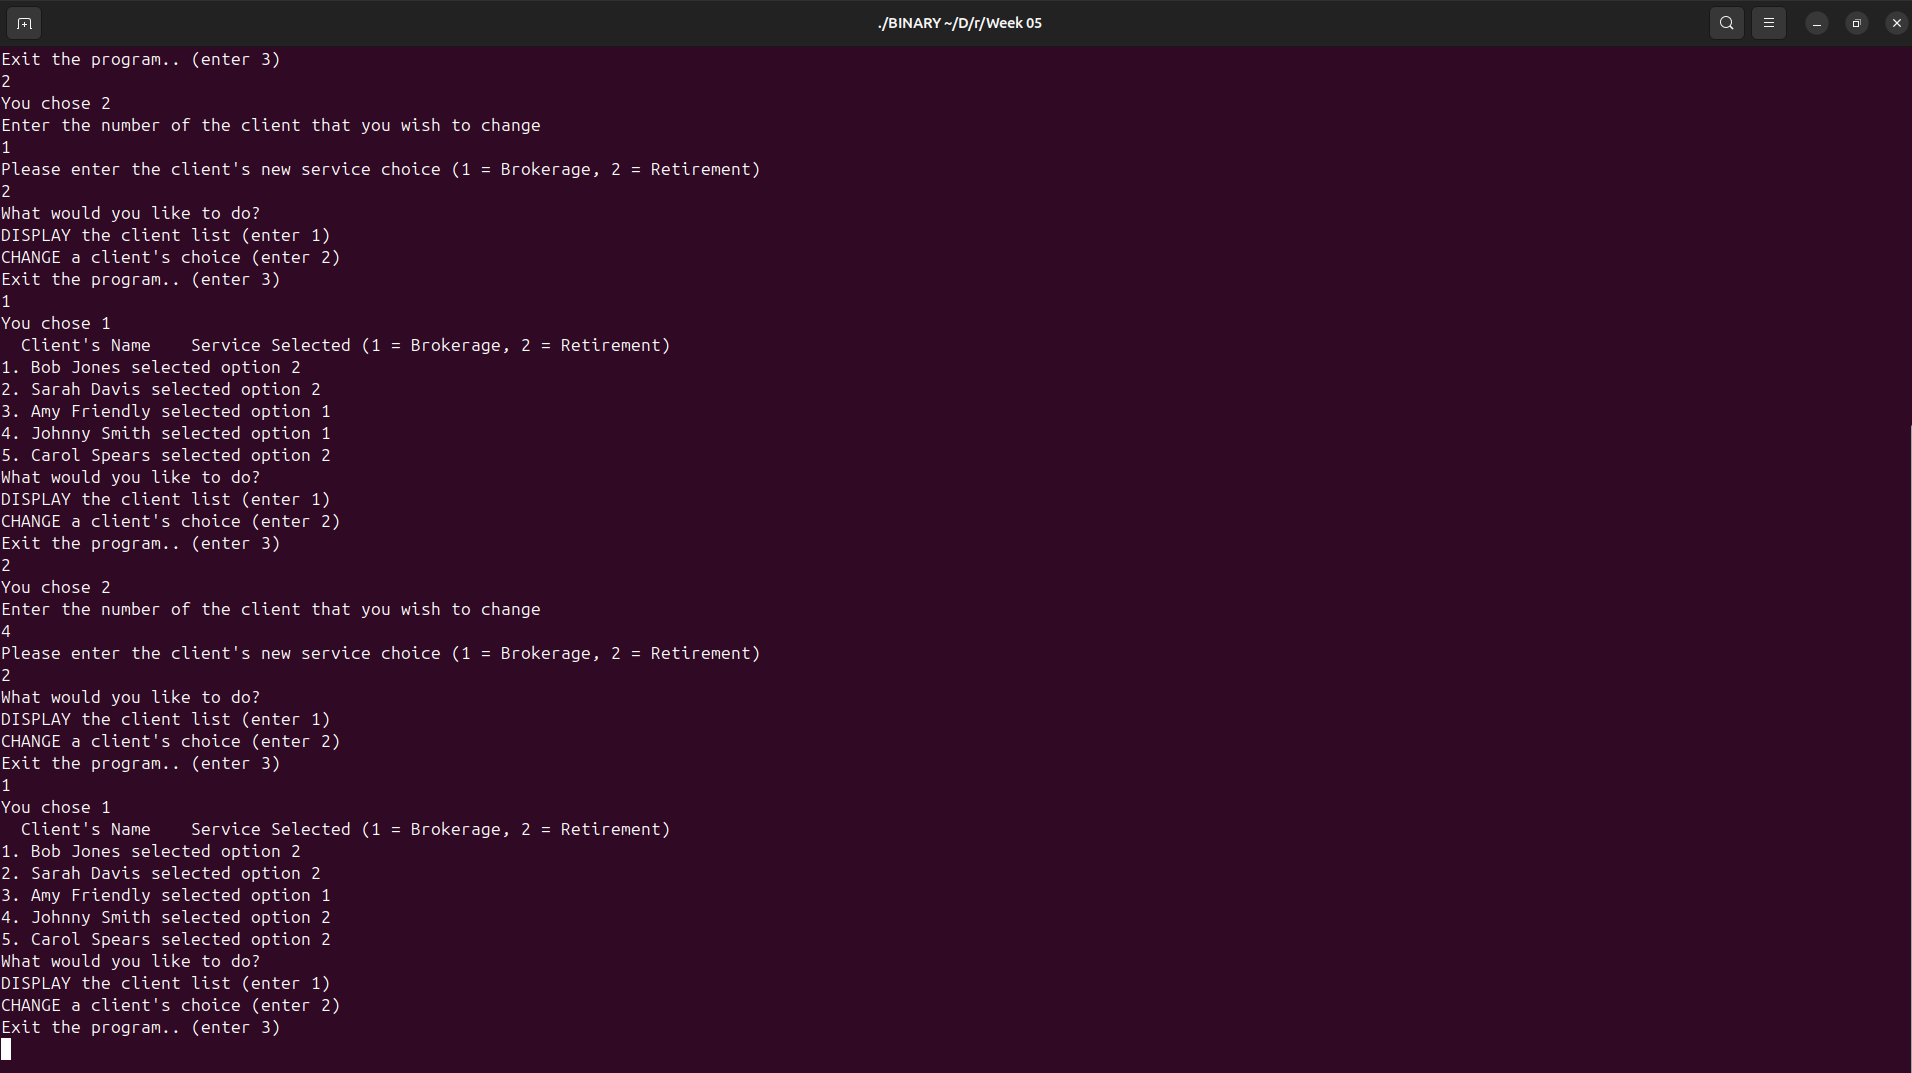 ./BINARY ~/D/r/Week 05
Exit the program.. (enter 3)
2
You chose 2
Enter the number of the client that you wish to change
1
Please enter the client's new service choice (1 = Brokerage, 2 = Retirement)
2
What would you like to do?
DISPLAY the client list (enter 1)
CHANGE a client's choice (enter 2)
Exit the program.. (enter 3)
1
You chose 1
  Client's Name    Service Selected (1 = Brokerage, 2 = Retirement)
1. Bob Jones selected option 2
2. Sarah Davis selected option 2
3. Amy Friendly selected option 1
4. Johnny Smith selected option 1
5. Carol Spears selected option 2
What would you like to do?
DISPLAY the client list (enter 1)
CHANGE a client's choice (enter 2)
Exit the program.. (enter 3)
2
You chose 2
Enter the number of the client that you wish to change
4
Please enter the client's new service choice (1 = Brokerage, 2 = Retirement)
2
What would you like to do?
DISPLAY the client list (enter 1)
CHANGE a client's choice (enter 2)
Exit the program.. (enter 3)
1
You chose 1
  Client's Name    Service Selected (1 = Brokerage, 2 = Retirement)
1. Bob Jones selected option 2
2. Sarah Davis selected option 2
3. Amy Friendly selected option 1
4. Johnny Smith selected option 2
5. Carol Spears selected option 2
What would you like to do?
DISPLAY the client list (enter 1)
CHANGE a client's choice (enter 2)
Exit the program.. (enter 3)